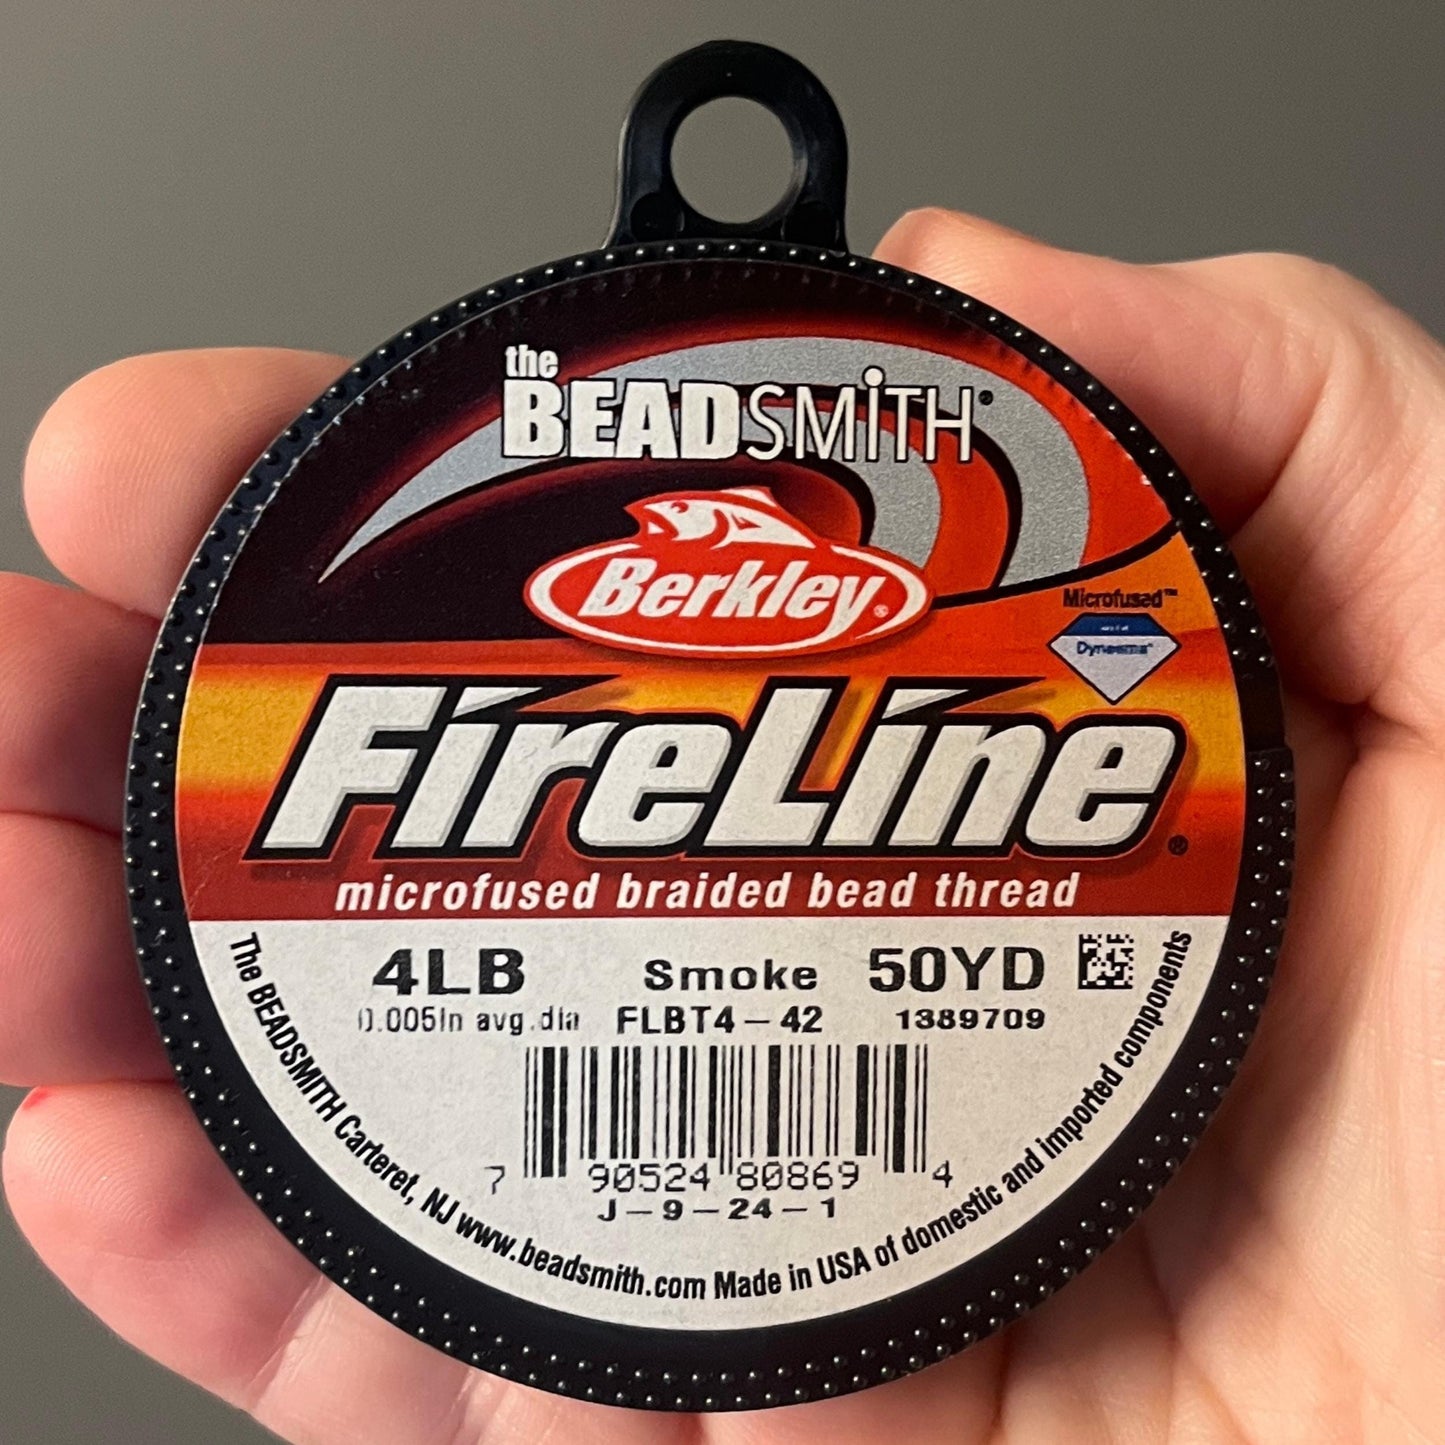 the
BEADSMITH
Berkley®
Microfused™
Dyneema®
FireLine®
microfused braided bead thread
4LB Smoke 50YD
0.005in avg.dia FLBT4-42 1389709
7 90524 80869 4
J-9-24-1
The BEADSMITH Carteret, NJ www.beadsmith.com Made in USA of domestic and imported components